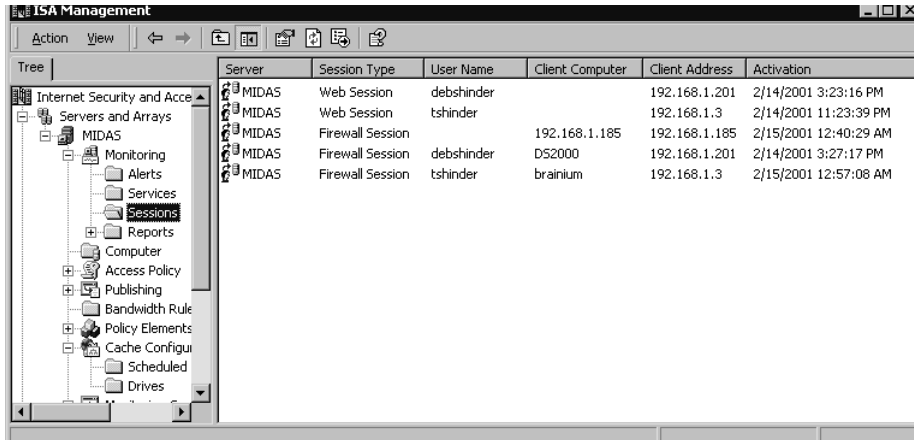 ISA Management
Action View
Tree
Internet Security and Acce
Servers and Arrays
MIDAS
Monitoring
Alerts
Services
Sessions
Reports
Computer
Access Policy
Publishing
Bandwidth Rule
Policy Elements
Cache Configu
Scheduled
Drives
Server Session Type User Name Client Computer Client Address Activation
MIDAS Web Session debshinder 192.168.1.201 2/14/2001 3:23:16 PM
MIDAS Web Session tshinder 192.168.1.3 2/14/2001 11:23:39 PM
MIDAS Firewall Session 192.168.1.185 192.168.1.185 2/15/2001 12:40:29 AM
MIDAS Firewall Session debshinder DS2000 192.168.1.201 2/14/2001 3:27:17 PM
MIDAS Firewall Session tshinder brainium 192.168.1.3 2/15/2001 12:57:08 AM